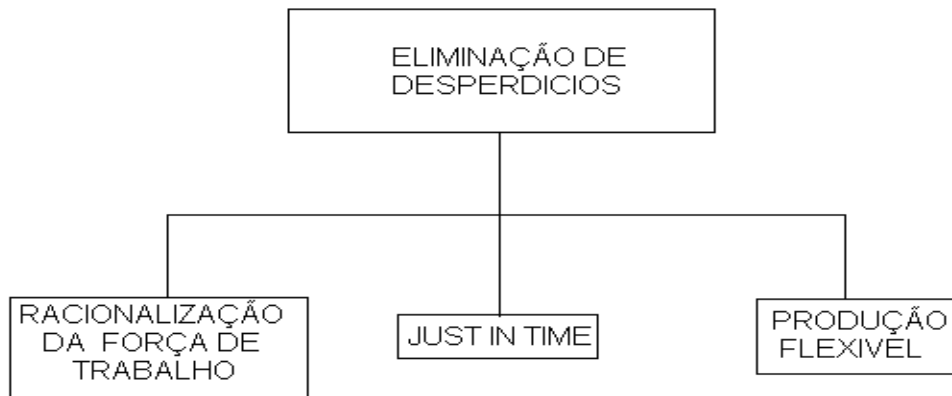 ELIMINAÇÃO DE
DESPERDICIOS
RACIONALIZAÇÃO
DA FORÇA DE
TRABALHO
JUST IN TIME
PRODUÇÃO
FLEXIVEL